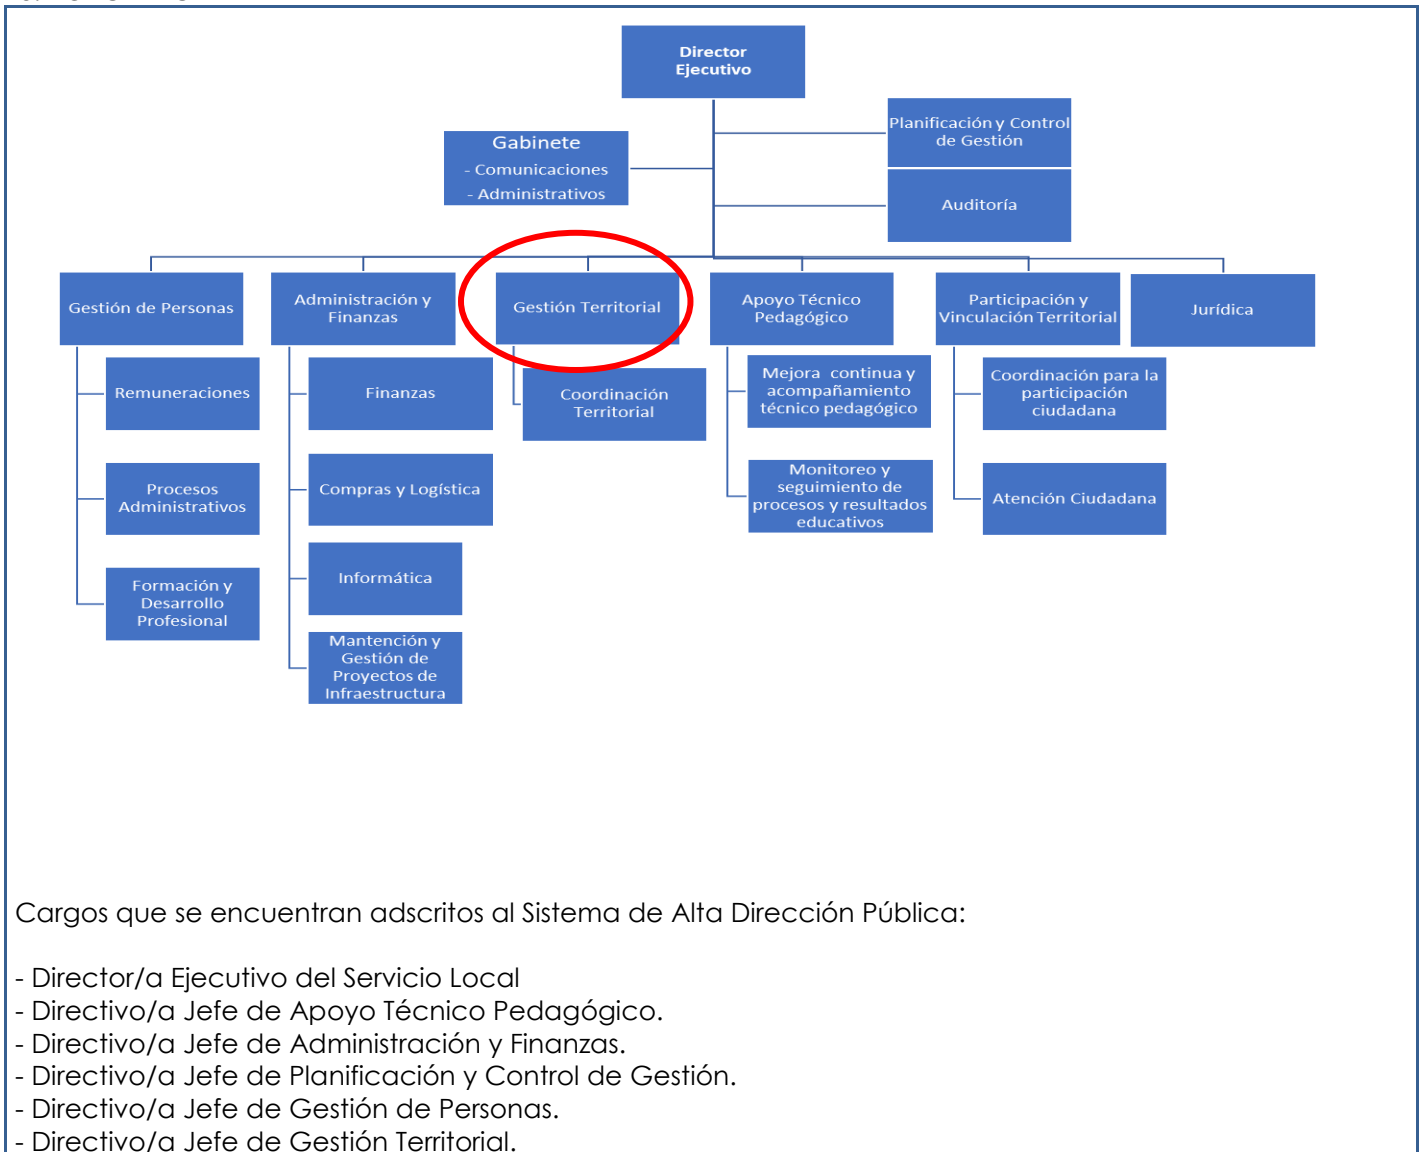 Director
Ejecutivo
Planificación y Control
de Gestión
Gabinete
- Comunicaciones
- Administrativos
Auditoría
Gestión de Personas
Administración y
Finanzas
Gestión Territorial
Apoyo Técnico
Pedagógico
Participación y
Vinculación Territorial
Jurídica
Remuneraciones
Procesos
Administrativos
Formación y
Desarrollo
Profesional
Finanzas
Compras y Logística
Informática
Mantención y
Gestión de
Proyectos de
Infraestructura
Coordinación
Territorial
Mejora continua y
acompañamiento
técnico pedagógico
Monitoreo y
seguimiento de
procesos y resultados
educativos
Coordinación para la
participación
ciudadana
Atención Ciudadana
Cargos que se encuentran adscritos al Sistema de Alta Dirección Pública:
- Director/a Ejecutivo del Servicio Local
- Directivo/a Jefe de Apoyo Técnico Pedagógico.
- Directivo/a Jefe de Administración y Finanzas.
- Directivo/a Jefe de Planificación y Control de Gestión.
- Directivo/a Jefe de Gestión de Personas.
- Directivo/a Jefe de Gestión Territorial.